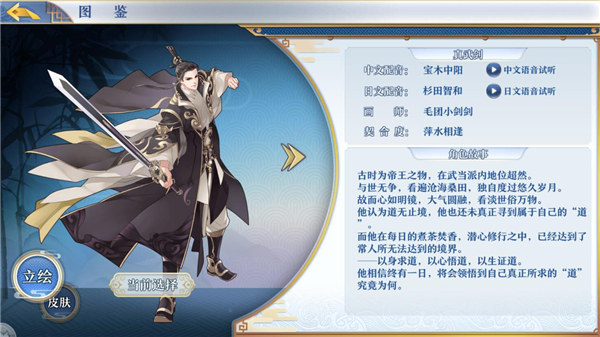 图 鉴
真武剑
中文配音： 宝木中阳 中文语音试听
日文配音： 杉田智和 日文语音试听
画 师： 毛团小剑剑
契 合 度： 萍水相逢
角色故事
古时为帝王之物，在武当派内地位超然。
与世无争，看遍沧海桑田，独自度过悠久岁月。
故而心如明镜，大气圆融，看淡世俗万物。
他认为道无止境，他也还未真正寻到属于自己的“道
”。
而他在每日的煮茶焚香，潜心修行之中，已经达到了
常人所无法达到的境界。
——以身求道，以心悟道，以生证道。
他相信终有一日，将会领悟到自己真正所求的“道”
究竟为何。
立绘
皮肤
当前选择